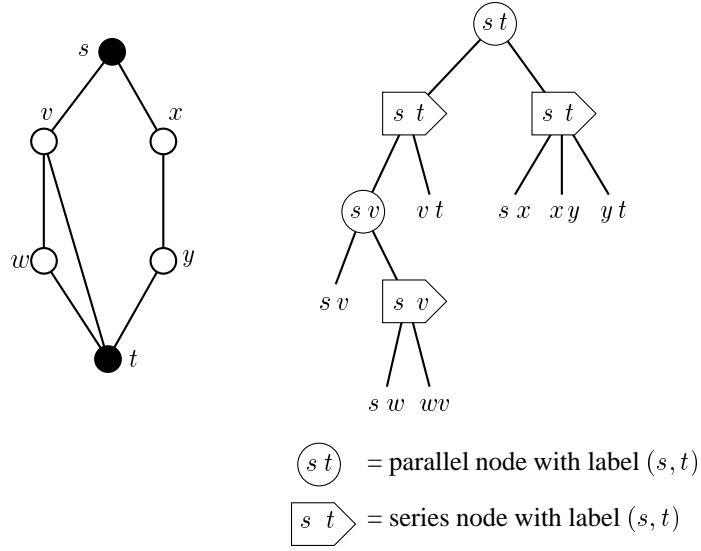 s
s t
v
x
s t
s t
s v
v t
s x
x y
y t
w
y
s v
s v
t
s w
wv
s t = parallel node with label (s, t)
s t = series node with label (s, t)